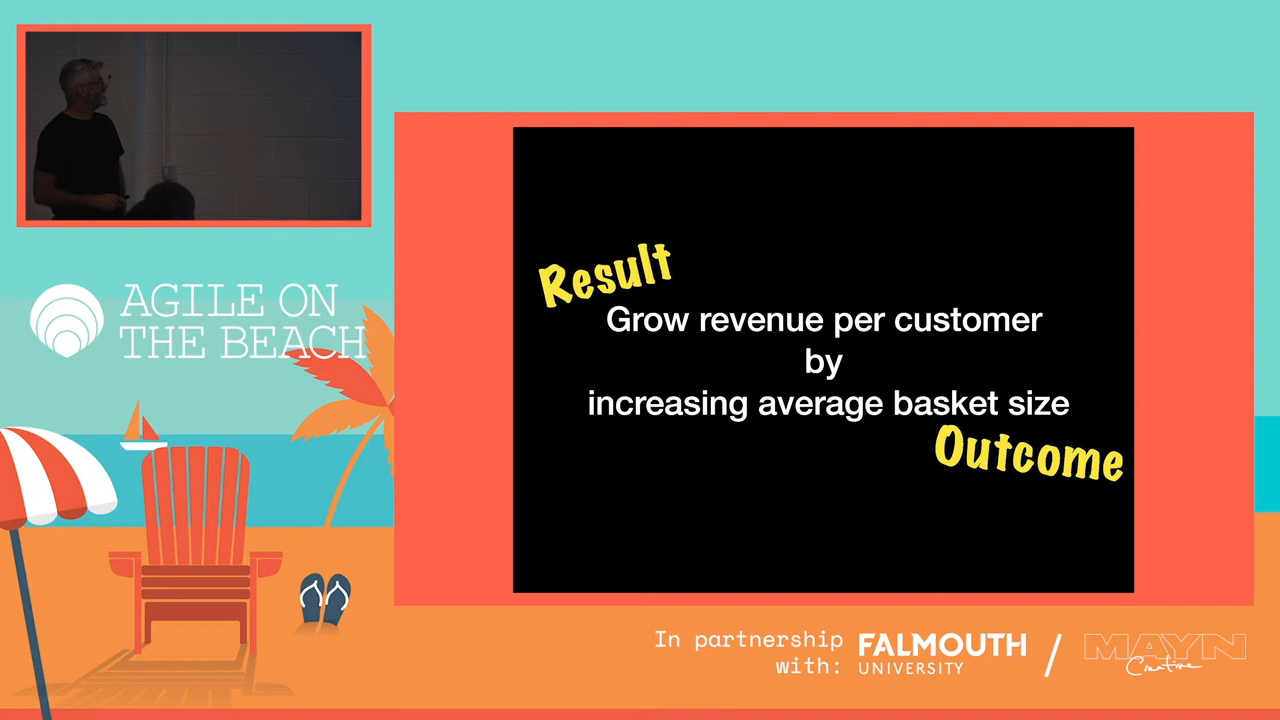 AGILE ON
THE BEACH
Result
Grow revenue per customer
by
increasing average basket size
Outcome
In partnership
with:
FALMOUTH
UNIVERSITY
/
MAYN
Creative